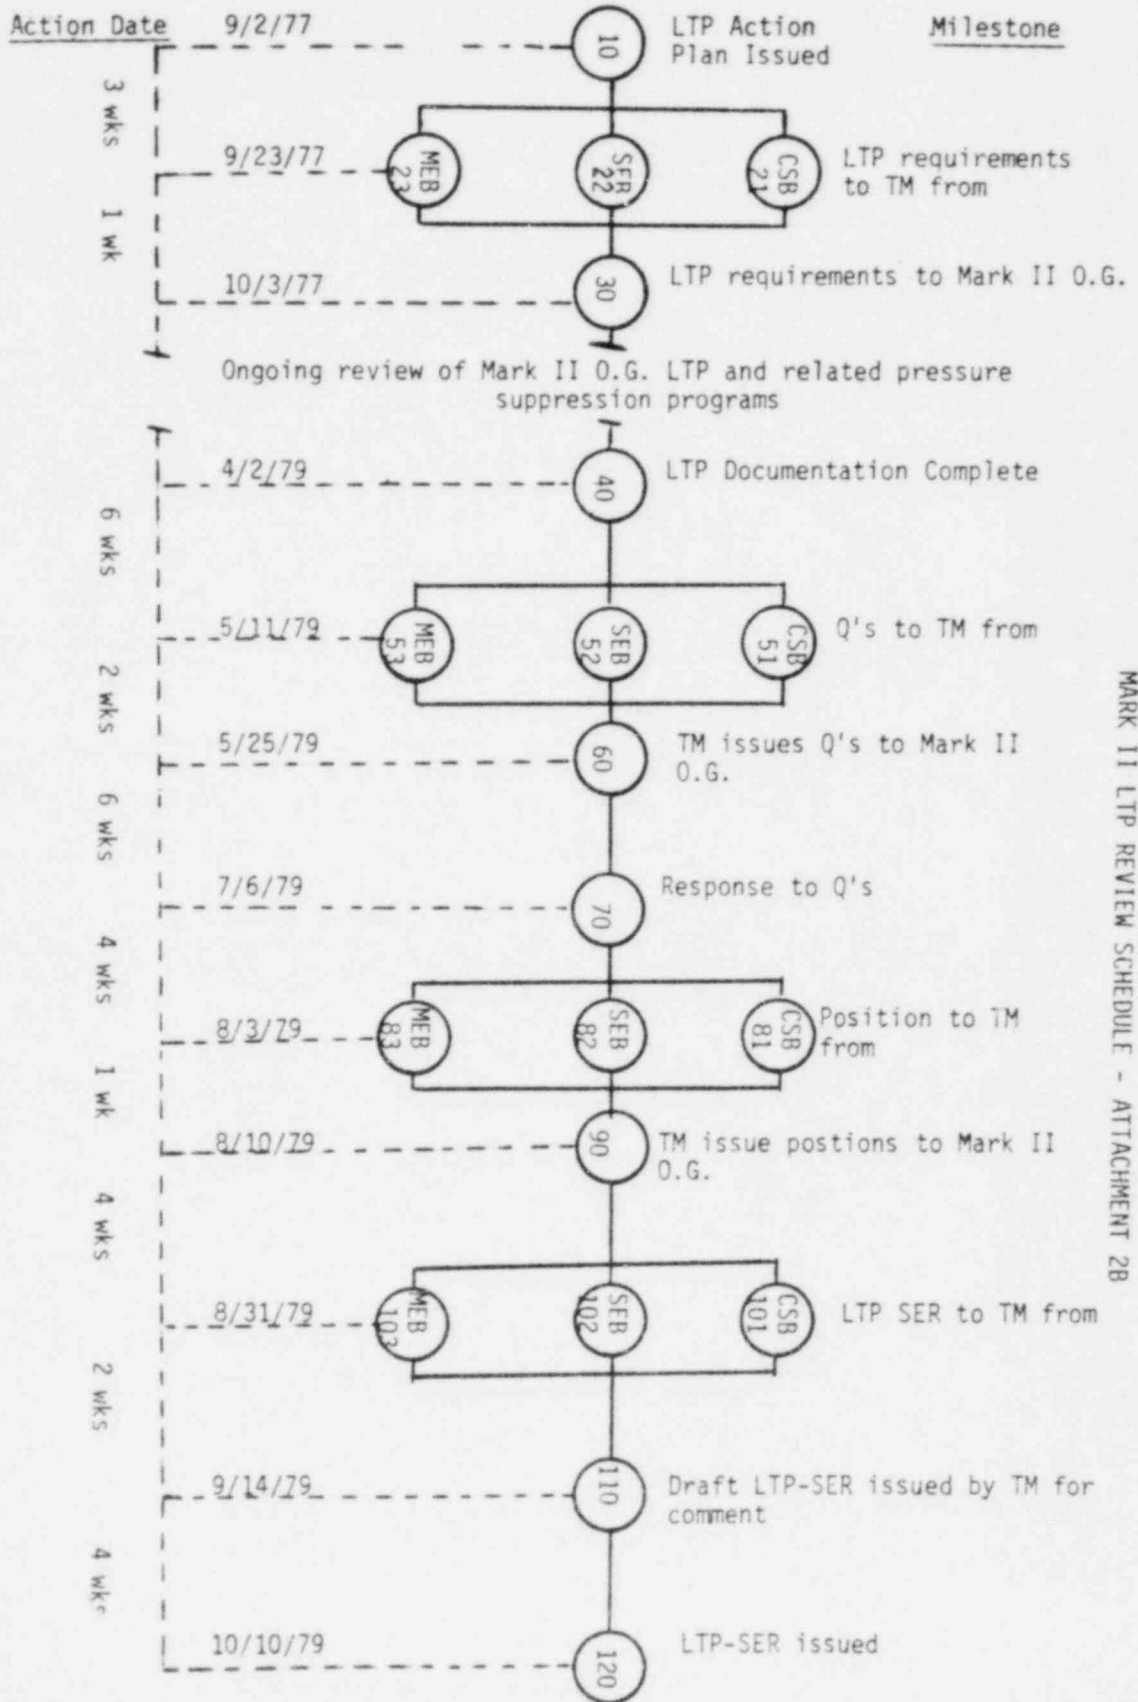 Action Date
9/2/77
10
LTP Action
Plan Issued
Milestone
3 wks
9/23/77
MEB
23
SEB
22
CSB
21
LTP requirements
to TM from
1 wk
10/3/77
30
LTP requirements to Mark II O.G.
Ongoing review of Mark II O.G. LTP and related pressure
suppression programs
4/2/79
40
LTP Documentation Complete
6 wks
5/11/79
MEB
53
SEB
52
CSB
51
Q's to TM from
2 wks
5/25/79
60
TM issues Q's to Mark II
O.G.
6 wks
7/6/79
70
Response to Q's
4 wks
8/3/79
MEB
83
SEB
82
CSB
81
Position to TM
from
1 wk
8/10/79
90
TM issue postions to Mark II
O.G.
4 wks
8/31/79
MEB
103
SEB
102
CSB
101
LTP SER to TM from
2 wks
9/14/79
110
Draft LTP-SER issued by TM for
comment
4 wks
10/10/79
120
LTP-SER issued
MARK II LTP REVIEW SCHEDULE - ATTACHMENT 2B